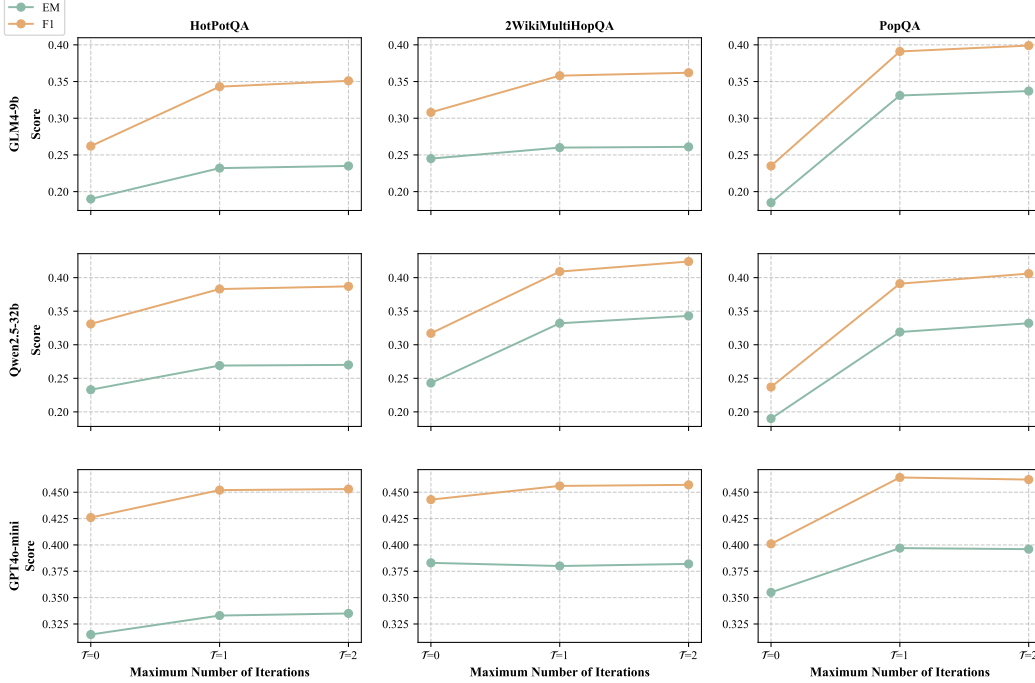 EM
F1
HotPotQA
2WikiMultiHopQA
PopQA
GLM4-9b
Score
0.40
0.35
0.30
0.25
0.20
0.40
0.35
0.30
0.25
0.20
0.40
0.35
0.30
0.25
0.20
Qwen2.5-32b
Score
0.40
0.35
0.30
0.25
0.20
0.40
0.35
0.30
0.25
0.20
0.40
0.35
0.30
0.25
0.20
GPT4o-mini
Score
0.450
0.425
0.400
0.375
0.350
0.325
0.450
0.425
0.400
0.375
0.350
0.325
0.450
0.425
0.400
0.375
0.350
0.325
𝒯=0 𝒯=1 𝒯=2
𝒯=0 𝒯=1 𝒯=2
𝒯=0 𝒯=1 𝒯=2
Maximum Number of Iterations
Maximum Number of Iterations
Maximum Number of Iterations